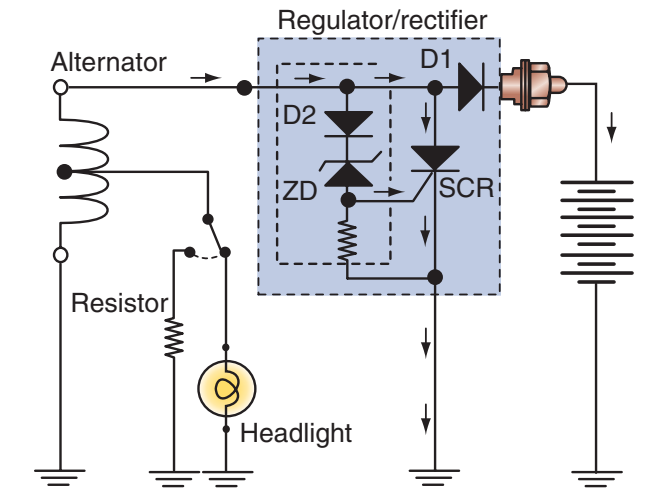 Regulator/rectifier
Alternator
D1
D2
ZD
SCR
Resistor
Headlight